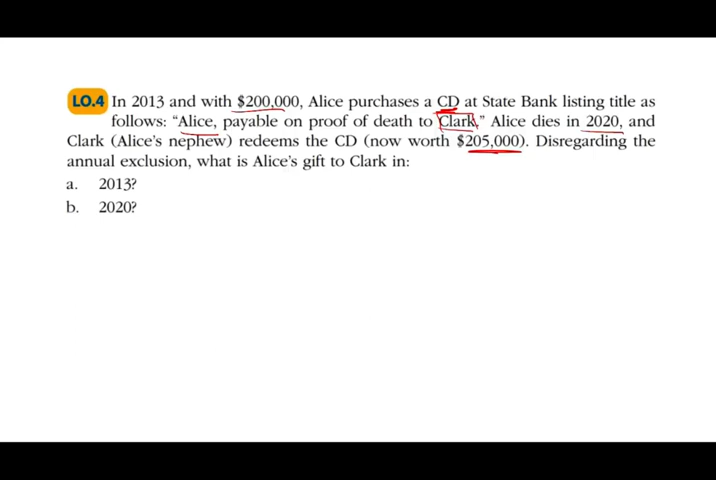 LO.4 In 2013 and with $200,000, Alice purchases a CD at State Bank listing title as
follows: “Alice, payable on proof of death to Clark.” Alice dies in 2020, and
Clark (Alice’s nephew) redeems the CD (now worth $205,000). Disregarding the
annual exclusion, what is Alice’s gift to Clark in:
a. 2013?
b. 2020?